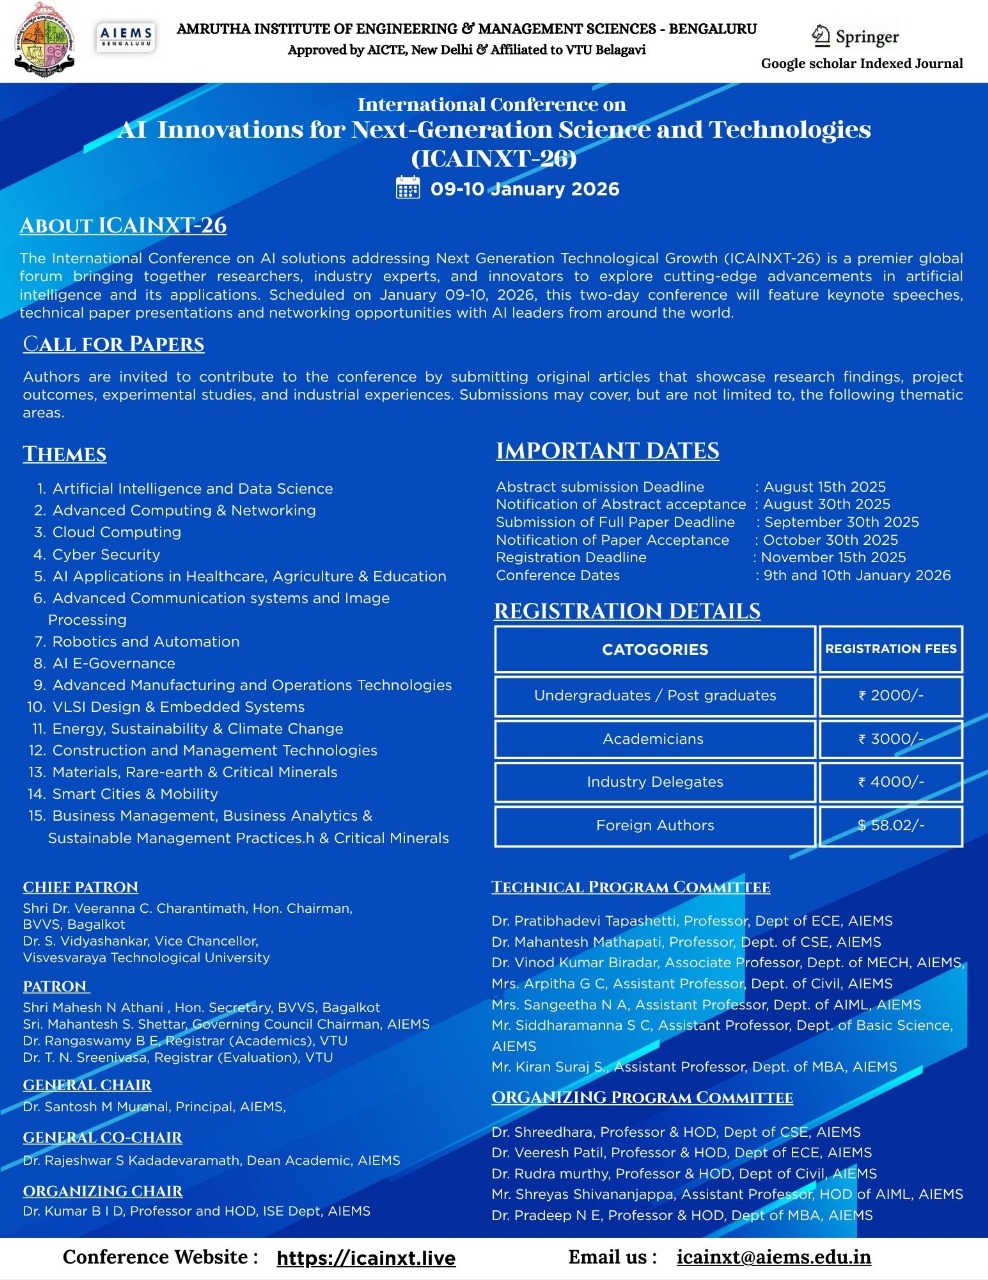 AIEMS
BENGALURU
AMRUTHA INSTITUTE OF ENGINEERING & MANAGEMENT SCIENCES - BENGALURU
Approved by AICTE, New Delhi & Affiliated to VTU Belagavi
Springer
Google scholar Indexed Journal
International Conference on
AI Innovations for Next-Generation Science and Technologies
(ICAINXT-26)
09-10 January 2026
ABOUT ICAINXT-26
The International Conference on AI solutions addressing Next Generation Technological Growth (ICAINXT-26) is a premier global
forum bringing together researchers, industry experts, and innovators to explore cutting-edge advancements in artificial
intelligence and its applications. Scheduled on January 09-10, 2026, this two-day conference will feature keynote speeches,
technical paper presentations and networking opportunities with AI leaders from around the world.
CALL FOR PAPERS
Authors are invited to contribute to the conference by submitting original articles that showcase research findings, project
outcomes, experimental studies, and industrial experiences. Submissions may cover, but are not limited to, the following thematic
areas.
THEMES
1. Artificial Intelligence and Data Science
2. Advanced Computing & Networking
3. Cloud Computing
4. Cyber Security
5. AI Applications in Healthcare, Agriculture & Education
6. Advanced Communication systems and Image
Processing
7. Robotics and Automation
8. AI E-Governance
9. Advanced Manufacturing and Operations Technologies
10. VLSI Design & Embedded Systems
11. Energy, Sustainability & Climate Change
12. Construction and Management Technologies
13. Materials, Rare-earth & Critical Minerals
14. Smart Cities & Mobility
15. Business Management, Business Analytics &
Sustainable Management Practices.h & Critical Minerals
IMPORTANT DATES
Abstract submission Deadline : August 15th 2025
Notification of Abstract acceptance : August 30th 2025
Submission of Full Paper Deadline : September 30th 2025
Notification of Paper Acceptance : October 30th 2025
Registration Deadline : November 15th 2025
Conference Dates : 9th and 10th January 2026
REGISTRATION DETAILS
CATOGORIES REGISTRATION FEES
Undergraduates / Post graduates ₹ 2000/-
Academicians ₹ 3000/-
Industry Delegates ₹ 4000/-
Foreign Authors $ 58.02/-
CHIEF PATRON
Shri Dr. Veeranna C. Charantimath, Hon. Chairman,
BVVS, Bagalkot
Dr. S. Vidyashankar, Vice Chancellor,
Visvesvaraya Technological University
PATRON
Shri Mahesh N Athani , Hon. Secretary, BVVS, Bagalkot
Sri. Mahantesh S. Shettar, Governing Council Chairman, AIEMS
Dr. Rangaswamy B E, Registrar (Academics), VTU
Dr. T. N. Sreenivasa, Registrar (Evaluation), VTU
GENERAL CHAIR
Dr. Santosh M Muranal, Principal, AIEMS,
GENERAL CO-CHAIR
Dr. Rajeshwar S Kadadevaramath, Dean Academic, AIEMS
ORGANIZING CHAIR
Dr. Kumar B I D, Professor and HOD, ISE Dept, AIEMS
TECHNICAL PROGRAM COMMITTEE
Dr. Pratibhadevi Tapashetti, Professor, Dept of ECE, AIEMS
Dr. Mahantesh Mathapati, Professor, Dept. of CSE, AIEMS
Dr. Vinod Kumar Biradar, Associate Professor, Dept. of MECH, AIEMS,
Mrs. Arpitha G C, Assistant Professor, Dept. of Civil, AIEMS
Mrs. Sangeetha N A, Assistant Professor, Dept. of AIML, AIEMS
Mr. Siddharamanna S C, Assistant Professor, Dept. of Basic Science,
AIEMS
Mr. Kiran Suraj S., Assistant Professor, Dept. of MBA, AIEMS
ORGANIZING PROGRAM COMMITTEE
Dr. Shreedhara, Professor & HOD, Dept of CSE, AIEMS
Dr. Veeresh Patil, Professor & HOD, Dept of ECE, AIEMS
Dr. Rudra murthy, Professor & HOD, Dept of Civil, AIEMS
Mr. Shreyas Shivananjappa, Assistant Professor, HOD of AIML, AIEMS
Dr. Pradeep N E, Professor & HOD, Dept of MBA, AIEMS
Conference Website : https://icainxt.live
Email us : icainxt@aiems.edu.in